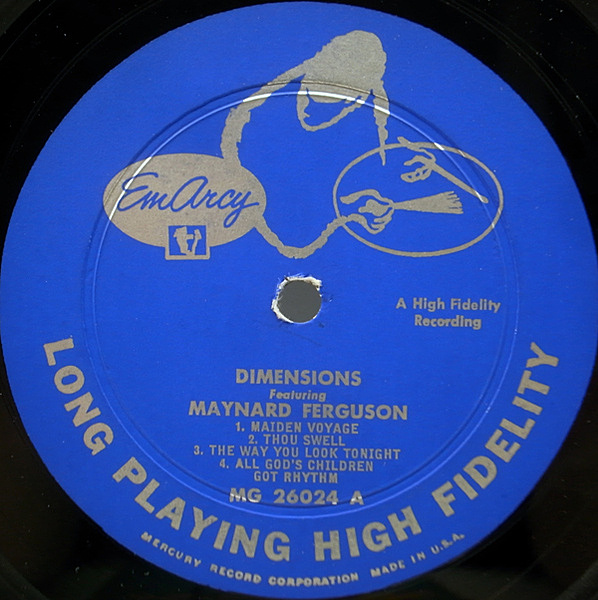 EmArcy
A High Fidelity
Recording
DIMENSIONS
Featuring
MAYNARD FERGUSON
1. MAIDEN VOYAGE
2. THOU SWELL
3. THE WAY YOU LOOK TONIGHT
4. ALL GOD'S CHILDREN
GOT RHYTHM
MG 26024 A
LONG PLAYING HIGH FIDELITY
MERCURY RECORD CORPORATION MADE IN U.S.A.